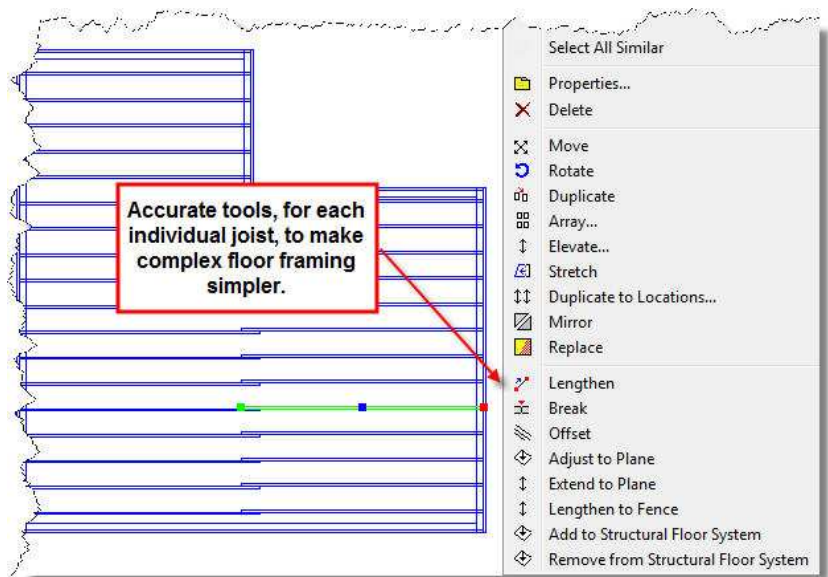 Select All Similar
Properties...
Delete
Move
Rotate
Duplicate
Array...
Elevate...
Stretch
Duplicate to Locations...
Mirror
Replace
Lengthen
Break
Offset
Adjust to Plane
Extend to Plane
Lengthen to Fence
Add to Structural Floor System
Remove from Structural Floor System
Accurate tools, for each
individual joist, to make
complex floor framing
simpler.